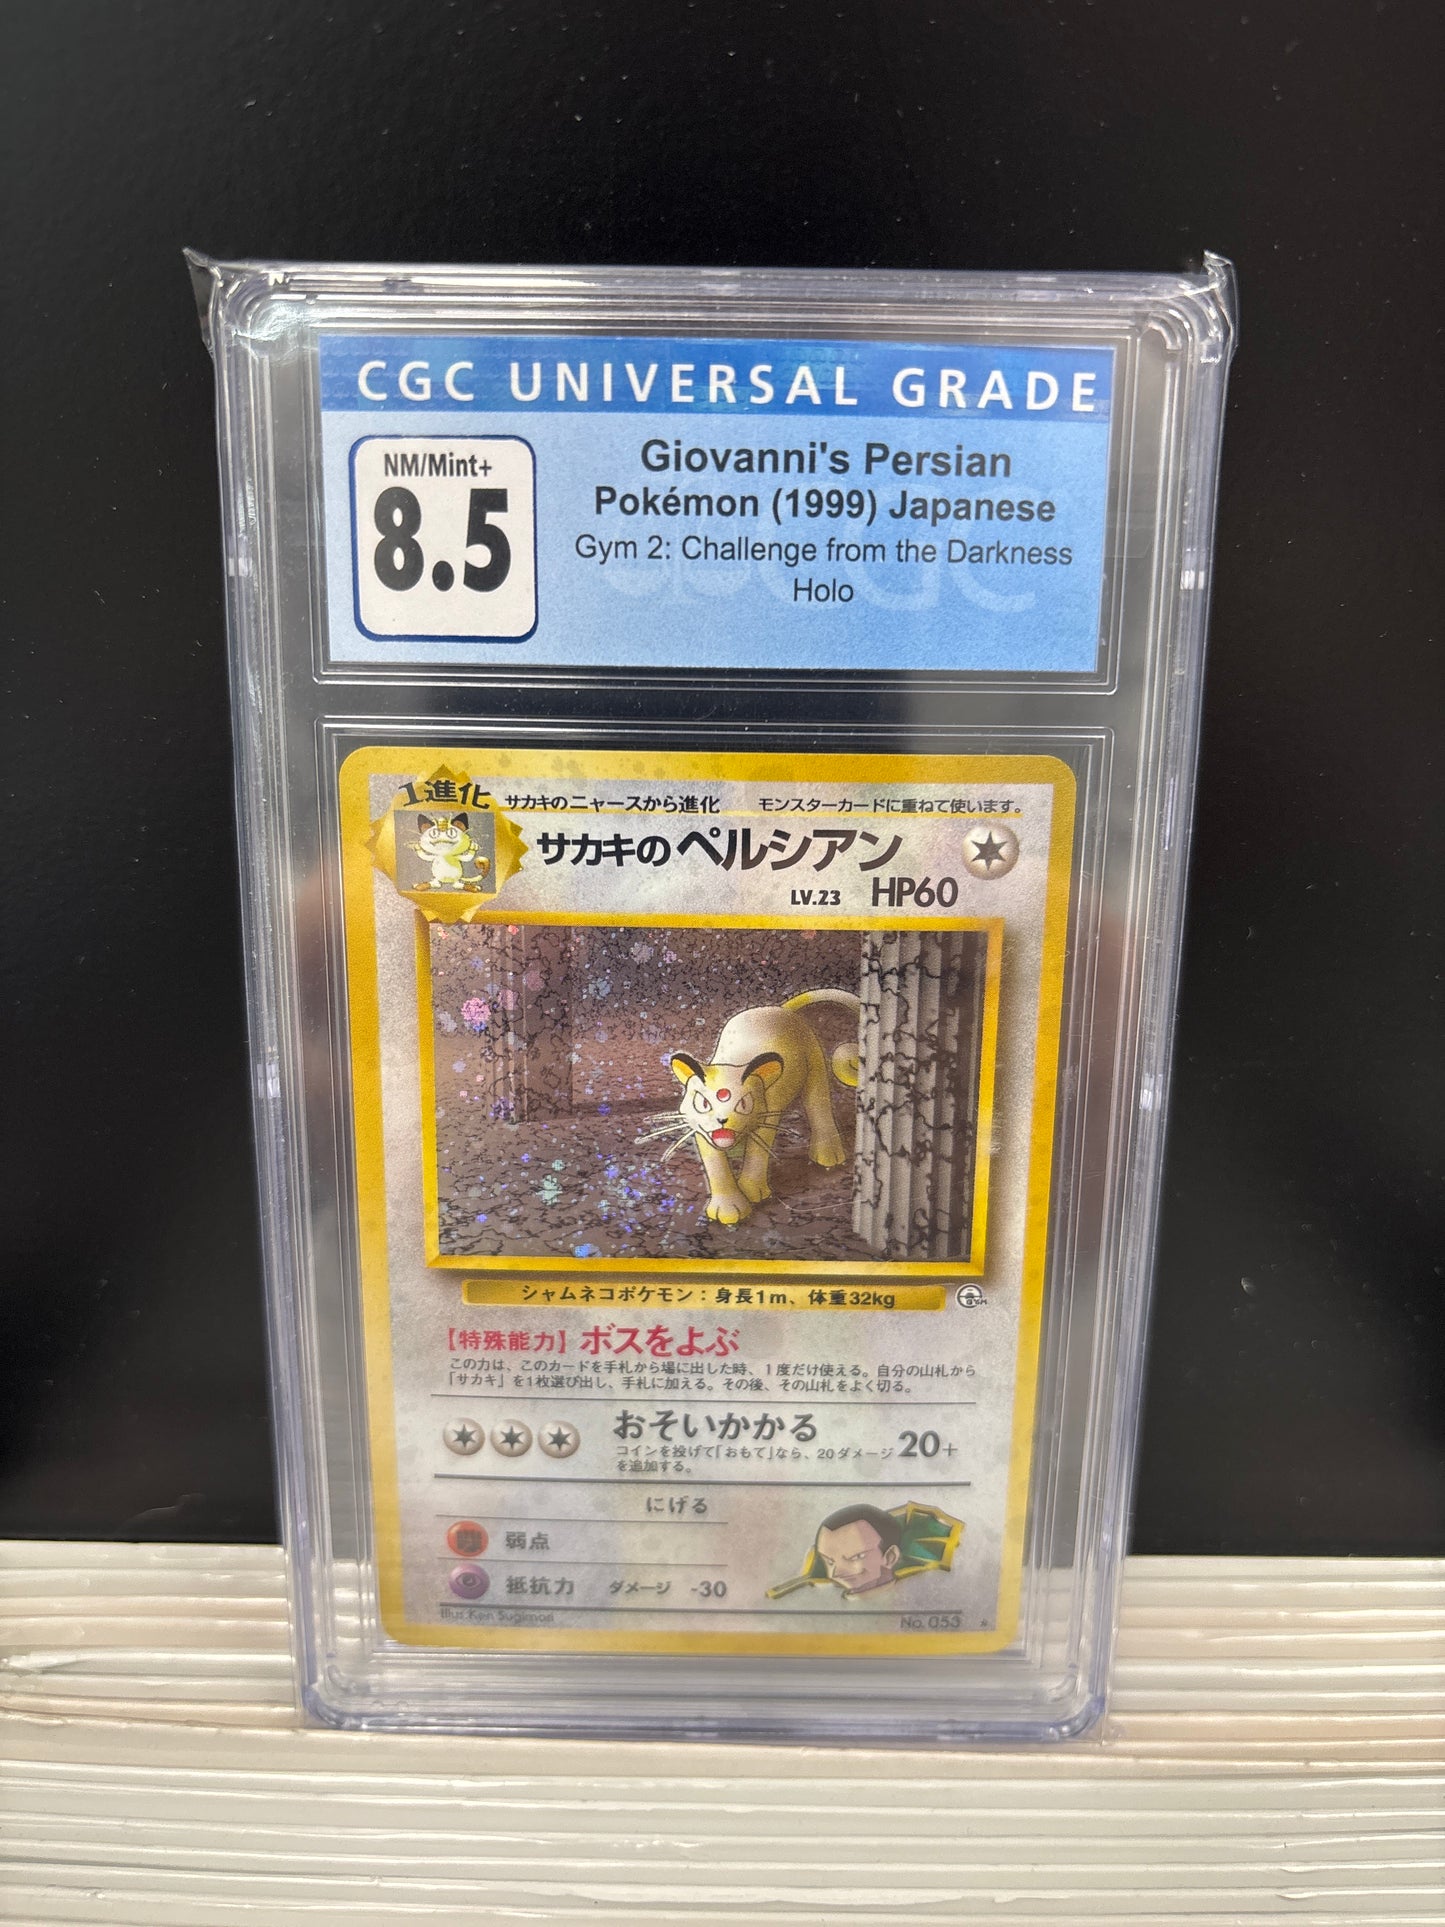 CGC UNIVERSAL GRADE
NM/Mint+
8.5
Giovanni's Persian
Pokémon (1999) Japanese
Gym 2: Challenge from the Darkness
Holo
1進化
サカキのニャースから進化 モンスターカードに重ねて使います。
サカキのペルシアン
LV.23 HP60
シャムネコポケモン：身長1m、体重32kg
GYM
【特殊能力】ボスをよぶ
この力は、このカードを手札から場に出した時、1度だけ使える。自分の山札から
「サカキ」を1枚選び出し、手札に加える。その後、その山札をよく切る。
おそいかかる
コインを投げて「おもて」なら、20ダメージ
を追加する。
20+
にげる
弱点
抵抗力 ダメージ -30
Illus. Ken Sugimori
No. 053 ★